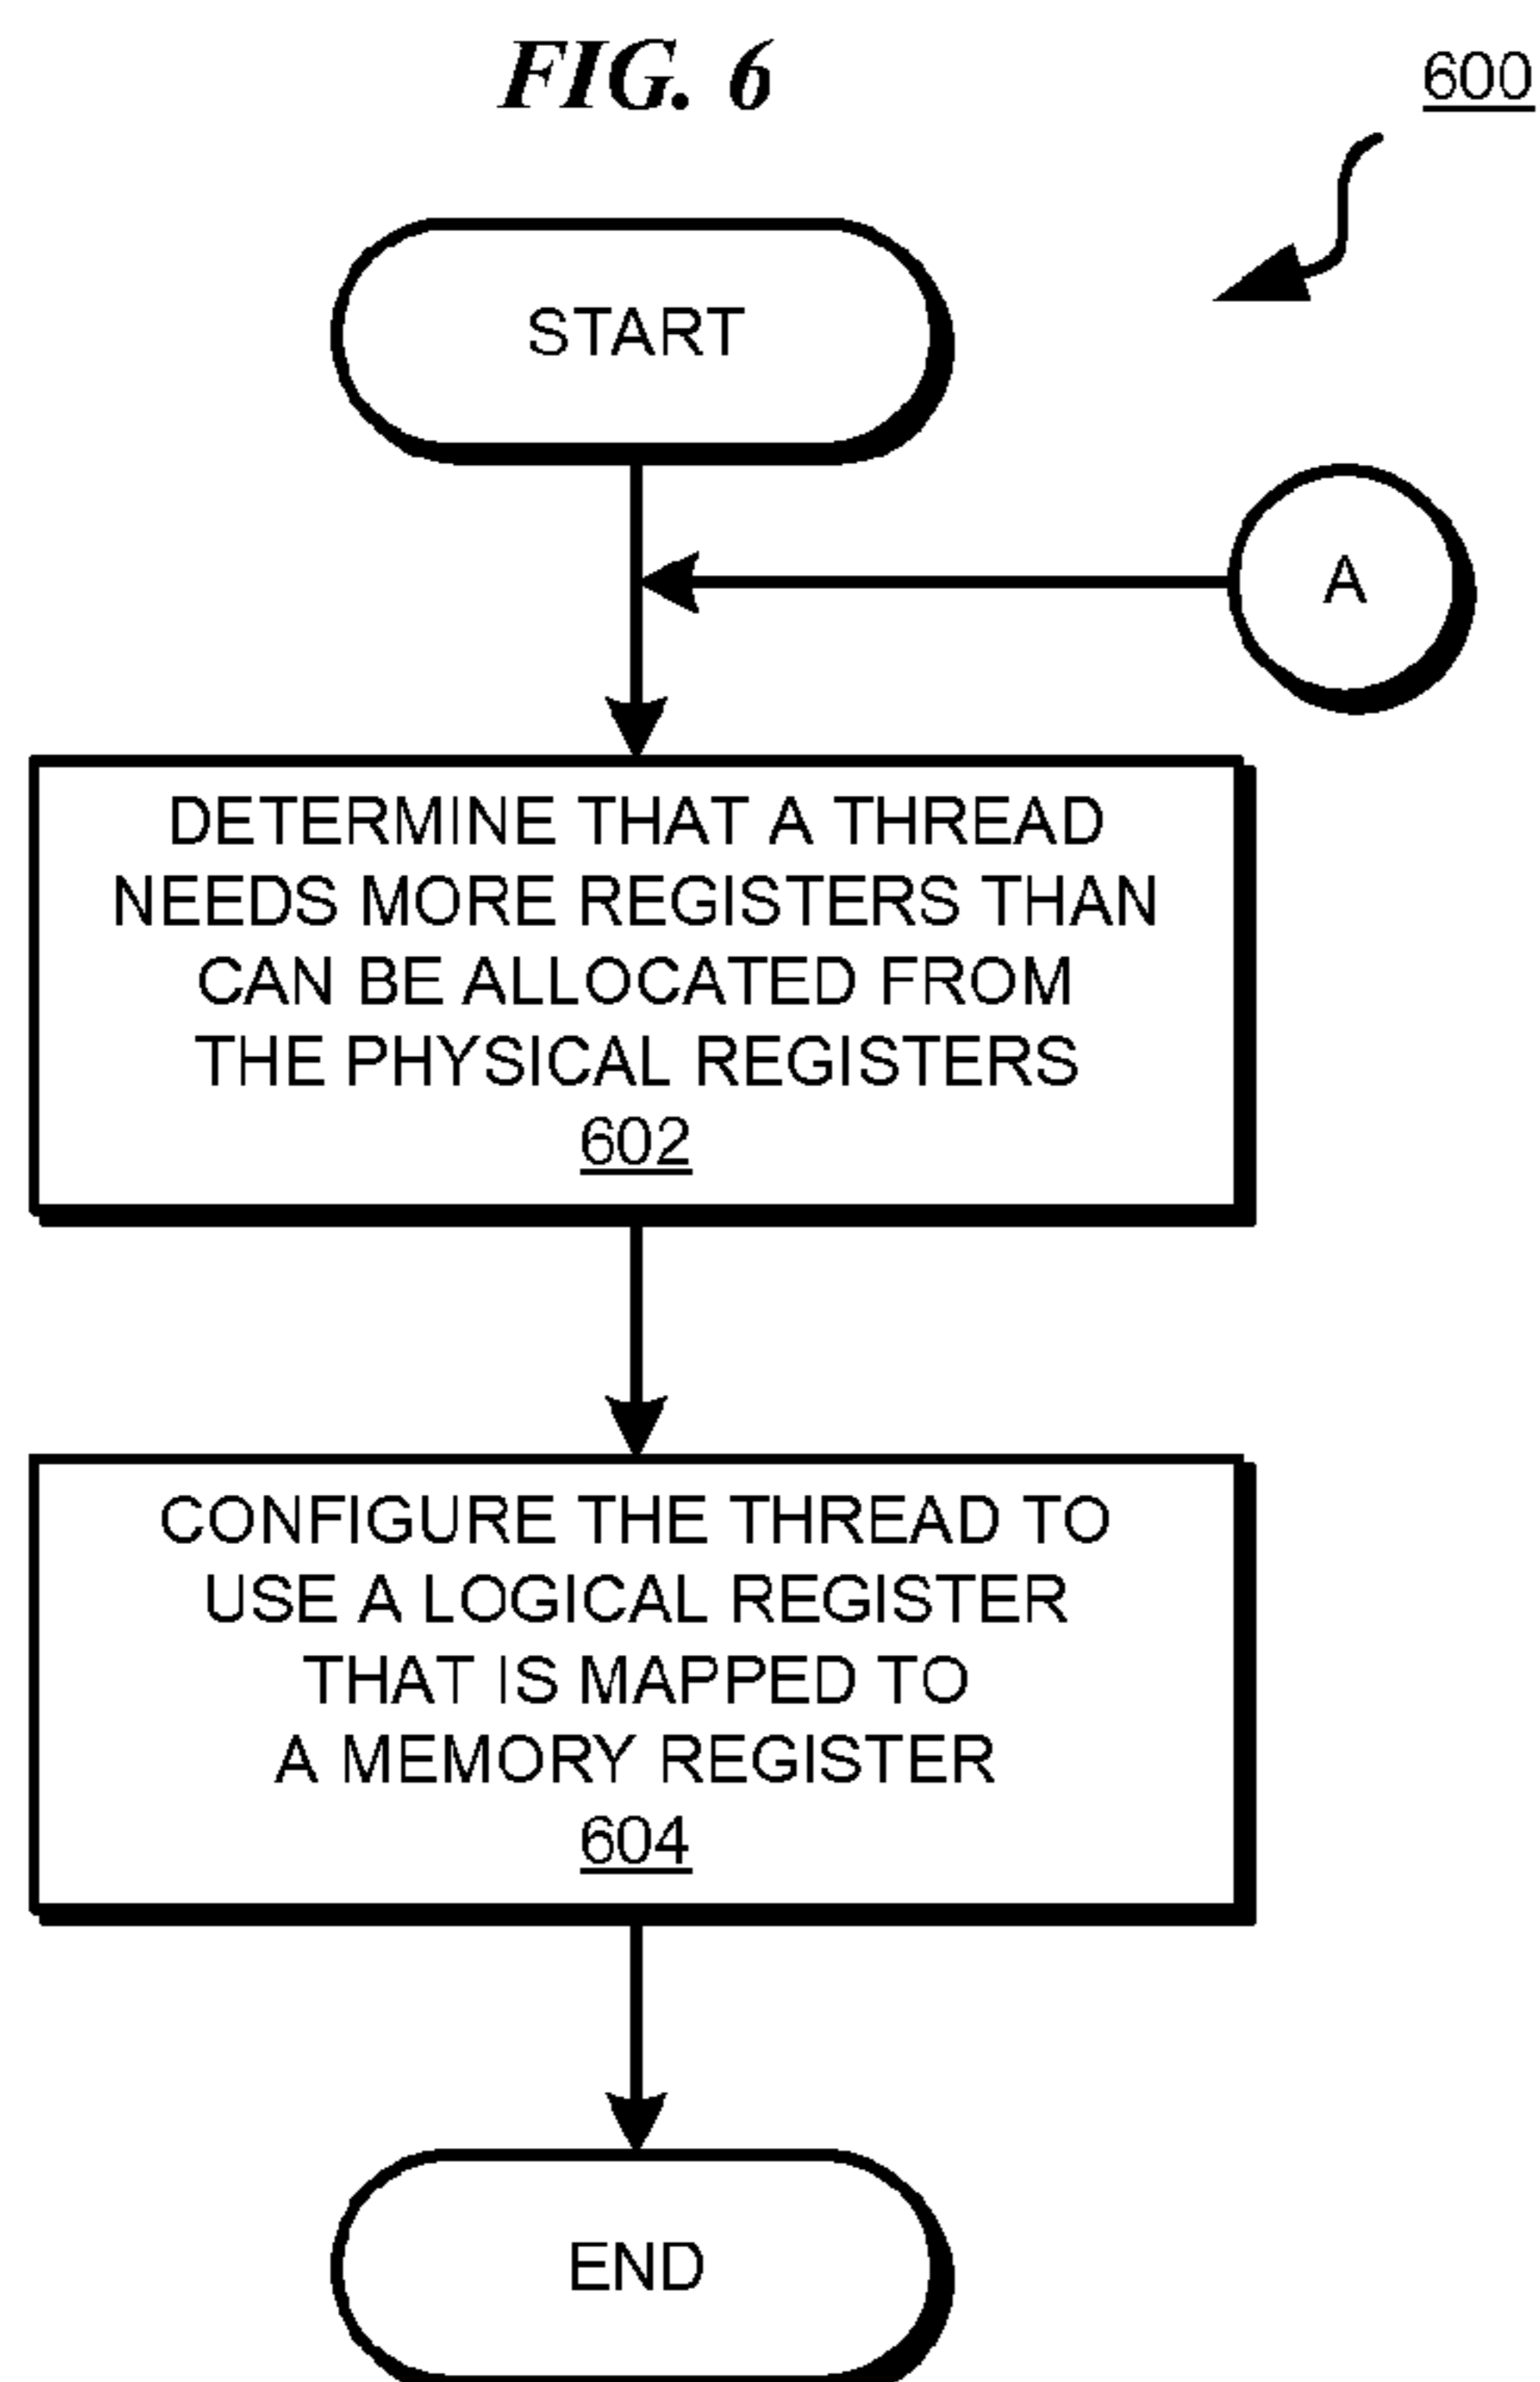 FIG. 6
600
START
A
DETERMINE THAT A THREAD
NEEDS MORE REGISTERS THAN
CAN BE ALLOCATED FROM
THE PHYSICAL REGISTERS
602
CONFIGURE THE THREAD TO
USE A LOGICAL REGISTER
THAT IS MAPPED TO
A MEMORY REGISTER
604
END